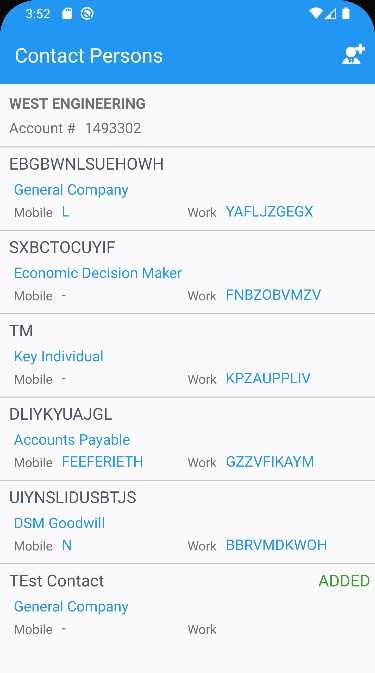 3:52
Contact Persons
WEST ENGINEERING
Account # 1493302
EBGBWNLSUEHOWH
General Company
Mobile L Work YAFLJZGEGX
SXBCTOCUYIF
Economic Decision Maker
Mobile - Work FNBZOBVMZV
TM
Key Individual
Mobile - Work KPZAUPPLIV
DLIYKYUAJGL
Accounts Payable
Mobile FEEFERIETH Work GZZVFIKAYM
UIYNSLIDUSBTJS
DSM Goodwill
Mobile N Work BBRVMDKWOH
TEst Contact ADDED
General Company
Mobile - Work